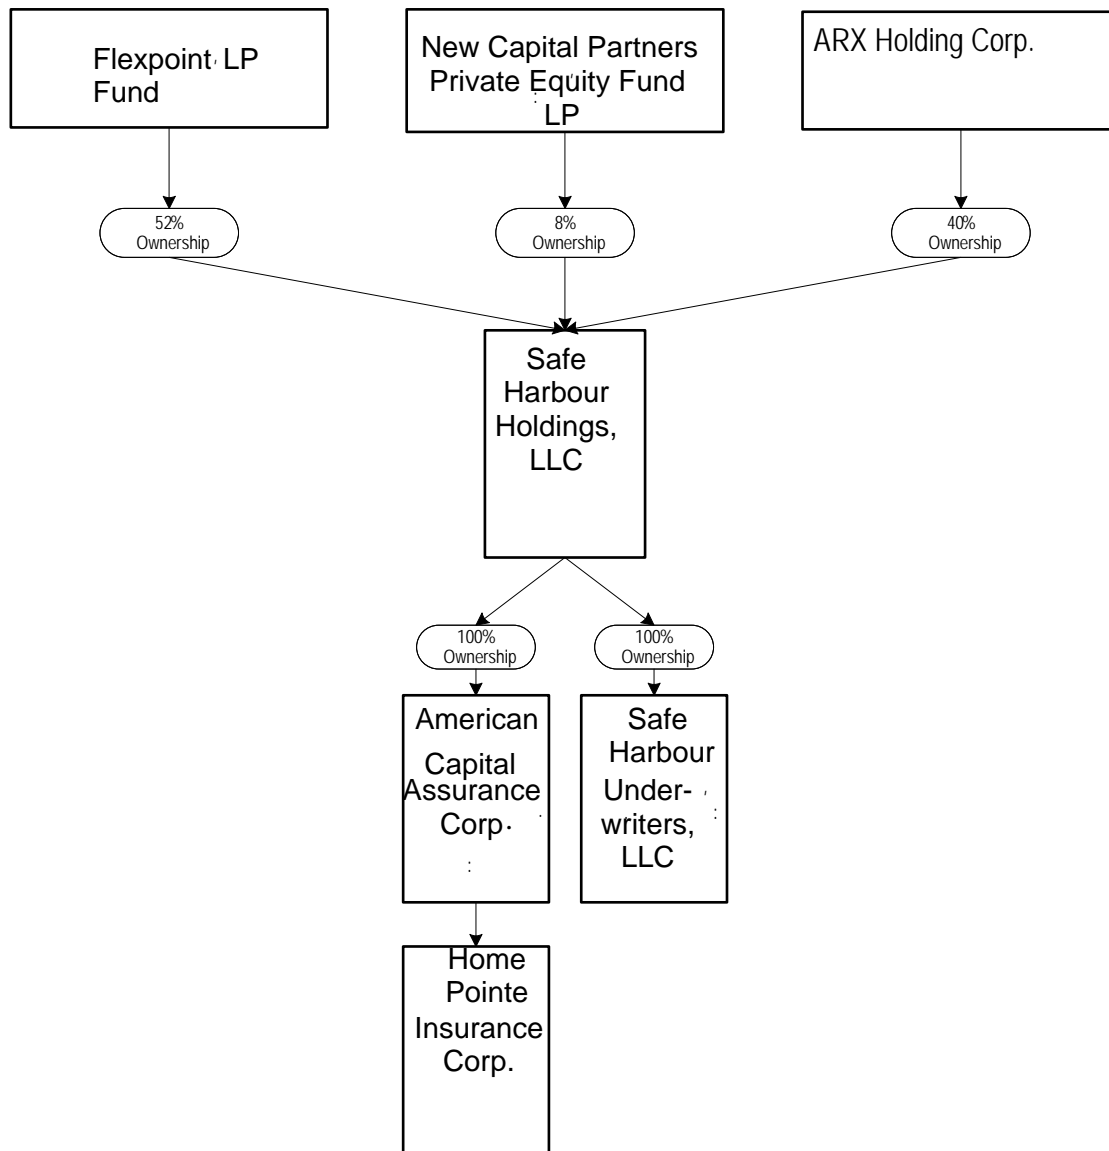 Flexpoint, LP
Fund
New Capital Partners
Private Equity Fund
LP
ARX Holding Corp.
52%
Ownership
8%
Ownership
40%
Ownership
Safe
Harbour
Holdings,
LLC
100%
Ownership
100%
Ownership
American
Capital
Assurance
Corp.
Safe
Harbour
Under-
writers,
LLC
Home
Pointe
Insurance
Corp.